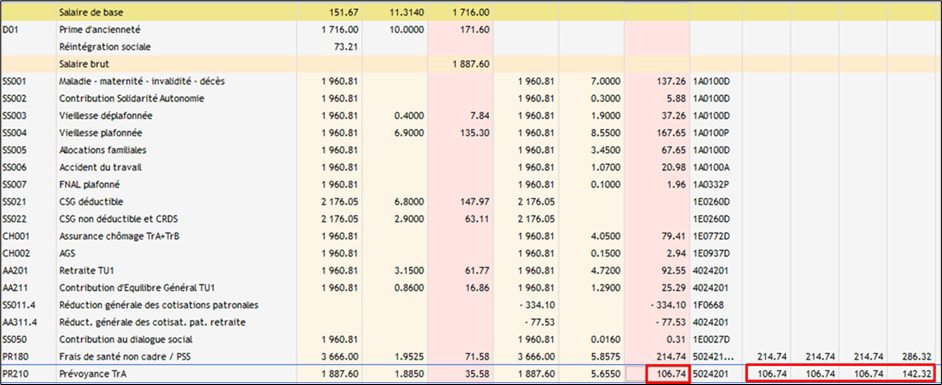 Salaire de base 151.67 11.3140 1 716.00
D01 Prime d'ancienneté 1 716.00 10.0000 171.60
Réintégration sociale 73.21
Salaire brut 1 887.60
SS001 Maladie - maternité - invalidité - décès 1 960.81 1 960.81 7.0000 137.26 1A0100D
SS002 Contribution Solidarité Autonomie 1 960.81 0.3000 5.88 1A0100D
SS003 Vieillesse déplafonnée 1 960.81 0.4000 7.84 1 960.81 1.9000 37.26 1A0100D
SS004 Vieillesse plafonnée 1 960.81 6.9000 135.30 1 960.81 8.5500 167.65 1A0100P
SS005 Allocations familiales 1 960.81 1 960.81 3.4500 67.65 1A0100D
SS006 Accident du travail 1 960.81 1 960.81 1.0700 20.98 1A0100A
SS007 FNAL plafonné 1 960.81 1 960.81 0.1000 1.96 1A0332P
SS021 CSG déductible 2 176.05 6.8000 147.97 2 176.05 1E0260D
SS022 CSG non déductible et CRDS 2 176.05 2.9000 63.11 2 176.05 1E0260D
CH001 Assurance chômage TrA+TrB 1 960.81 1 960.81 4.0500 79.41 1E0772D
CH002 AGS 1 960.81 1 960.81 0.1500 2.94 1E0937D
AA201 Retraite TU1 1 960.81 3.1500 61.77 1 960.81 4.7200 92.55 4024201
AA211 Contribution d'Equilibre Général TU1 1 960.81 0.8600 16.86 1 960.81 1.2900 25.29 4024201
SS011.4 Réduction générale des cotisations patronales - 334.10 - 334.10 1F0668
AA311.4 Réduct. générale des cotisat. pat. retraite - 77.53 - 77.53 4024201
SS050 Contribution au dialogue social 1 960.81 0.0160 0.31 1E0027D
PR180 Frais de santé non cadre / PSS 3 666.00 1.9525 71.58 3 666.00 5.8575 214.74 502421... 214.74 214.74 214.74 286.32
PR210 Prévoyance TrA 1 887.60 1.8850 35.58 1 887.60 5.6550 106.74 5024201 106.74 106.74 106.74 142.32